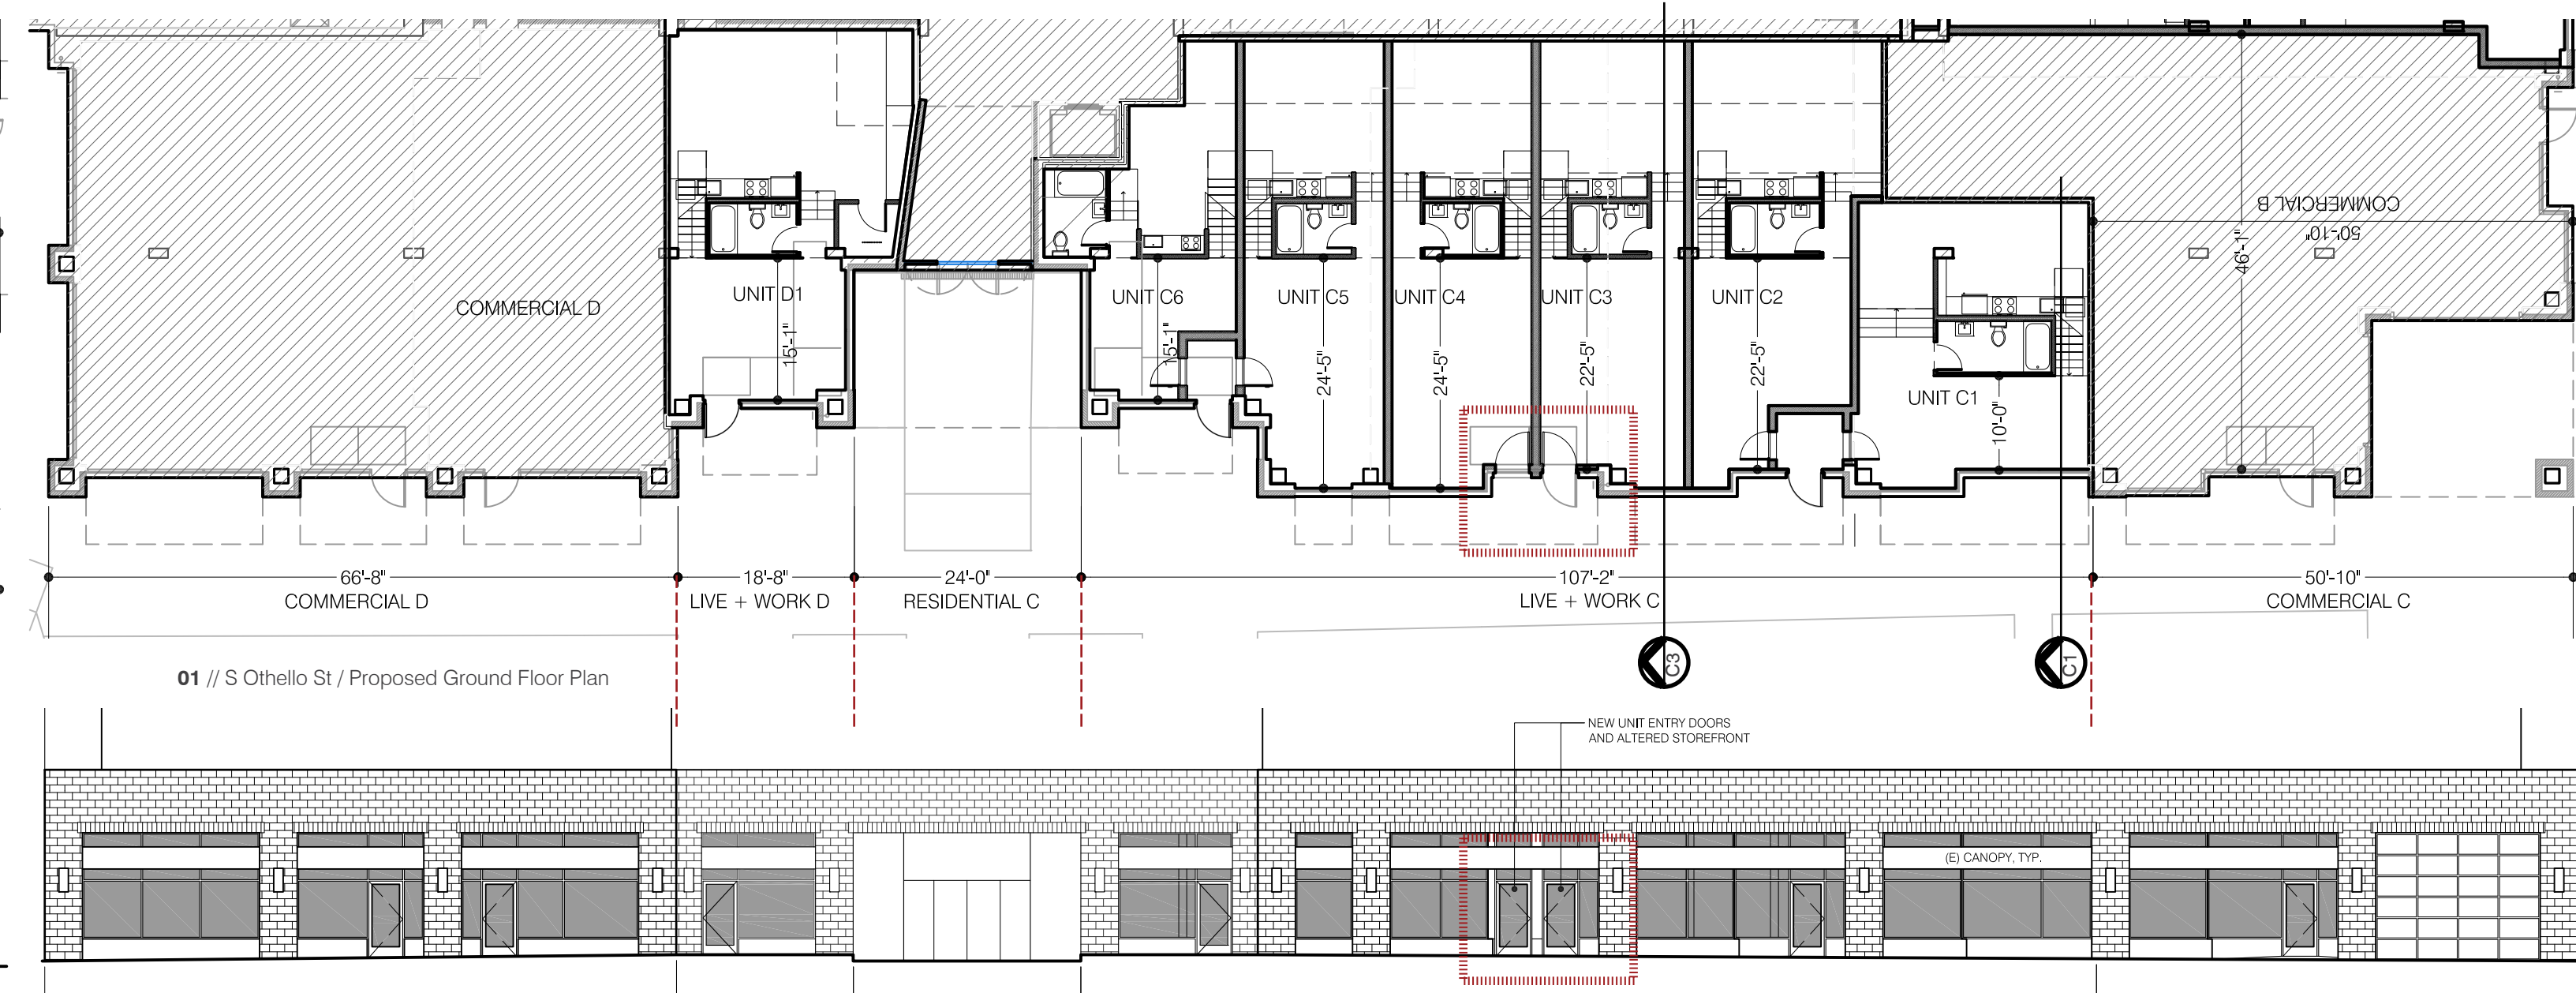 COMMERCIAL B
50'-10"
46'-1"
COMMERCIAL D
UNIT D1
15'-1"
UNIT C6
15'-1"
UNIT C5
24'-5"
UNIT C4
24'-5"
UNIT C3
22'-5"
UNIT C2
22'-5"
UNIT C1
10'-0"
66'-8"
COMMERCIAL D
18'-8"
LIVE + WORK D
24'-0"
RESIDENTIAL C
107'-2"
LIVE + WORK C
50'-10"
COMMERCIAL C
C3
C1
01 // S Othello St / Proposed Ground Floor Plan
NEW UNIT ENTRY DOORS
AND ALTERED STOREFRONT
(E) CANOPY, TYP.